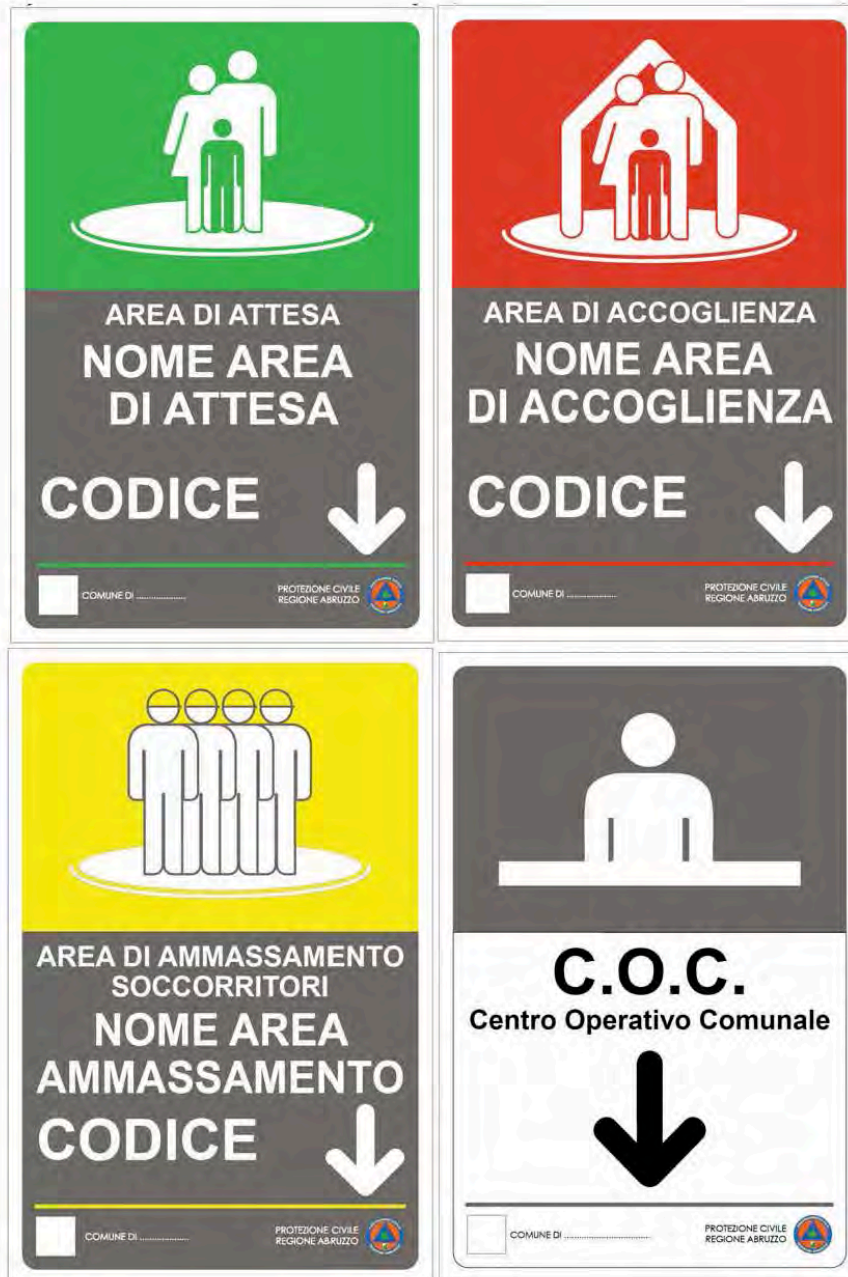 AREA DI ATTESA
NOME AREA
DI ATTESA
CODICE
COMUNE DI ....................
PROTEZIONE CIVILE
REGIONE ABRUZZO
AREA DI ACCOGLIENZA
NOME AREA
DI ACCOGLIENZA
CODICE
COMUNE DI ....................
PROTEZIONE CIVILE
REGIONE ABRUZZO
AREA DI AMMASSAMENTO
SOCCORRITORI
NOME AREA
AMMASSAMENTO
CODICE
COMUNE DI ....................
PROTEZIONE CIVILE
REGIONE ABRUZZO
C.O.C.
Centro Operativo Comunale
COMUNE DI ..................................
PROTEZIONE CIVILE
REGIONE ABRUZZO